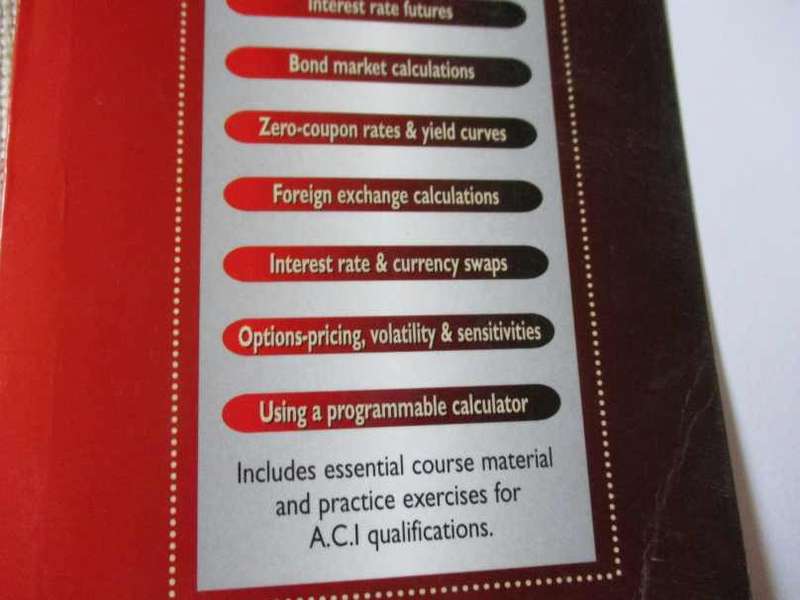 Interest rate futures
Bond market calculations
Zero-coupon rates & yield curves
Foreign exchange calculations
Interest rate & currency swaps
Options-pricing, volatility & sensitivities
Using a programmable calculator
Includes essential course material
and practice exercises for
A.C.I qualifications.